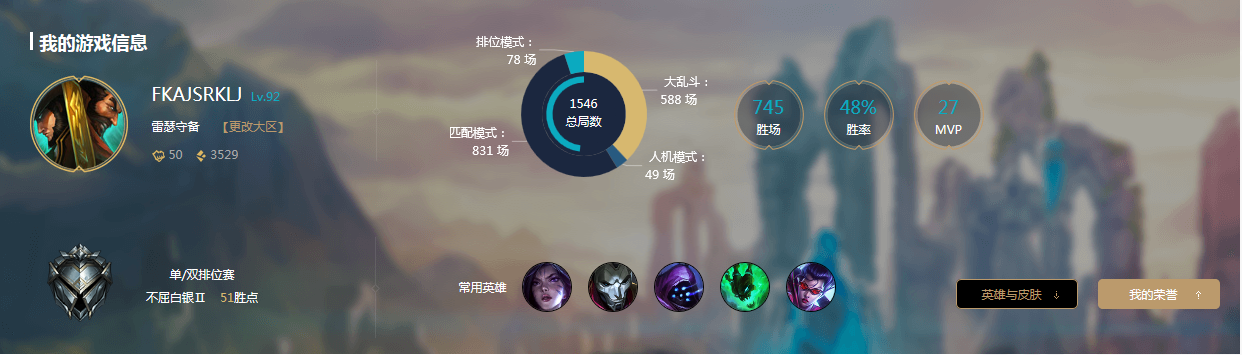 我的游戏信息
FKAJSRKLJ Lv.92
雷瑟守备 【更改大区】
50 3529
排位模式：
78 场
大乱斗：
588 场
1546
总局数
匹配模式：
831 场
人机模式：
49 场
745
胜场
48%
胜率
27
MVP
单/双排位赛
不屈白银Ⅱ 51胜点
常用英雄
英雄与皮肤 ↓
我的荣誉 ↑